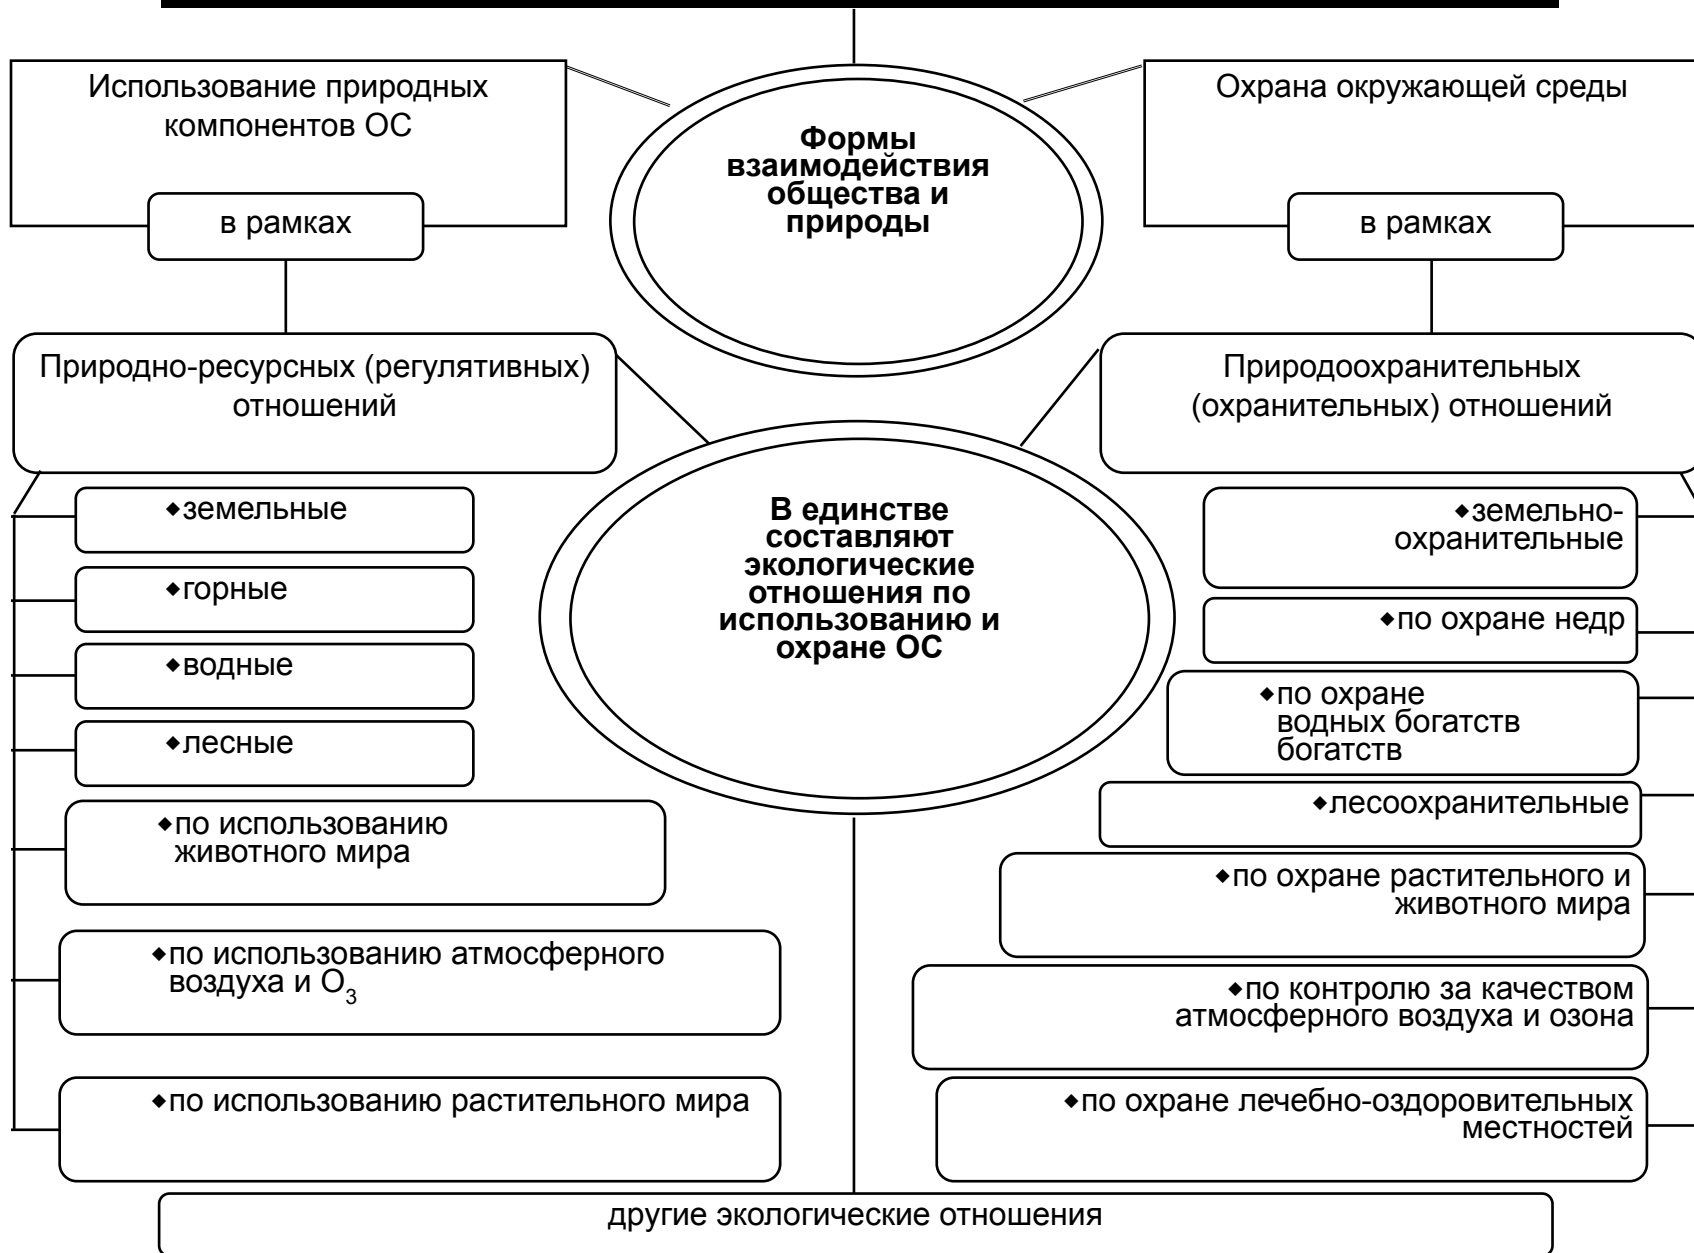 Использование природных
компонентов ОС
в рамках
Формы
взаимодействия
общества и
природы
Охрана окружающей среды
в рамках
Природно-ресурсных (регулятивных)
отношений
Природоохранительных
(охранительных) отношений
◆земельные
◆горные
◆водные
◆лесные
◆по использованию
животного мира
◆по использованию атмосферного
воздуха и O3
◆по использованию растительного мира
В единстве
составляют
экологические
отношения по
использованию и
охране ОС
◆земельно-
охранительные
◆по охране недр
◆по охране
водных богатств
богатств
◆лесоохранительные
◆по охране растительного и
животного мира
◆по контролю за качеством
атмосферного воздуха и озона
◆по охране лечебно-оздоровительных
местностей
другие экологические отношения